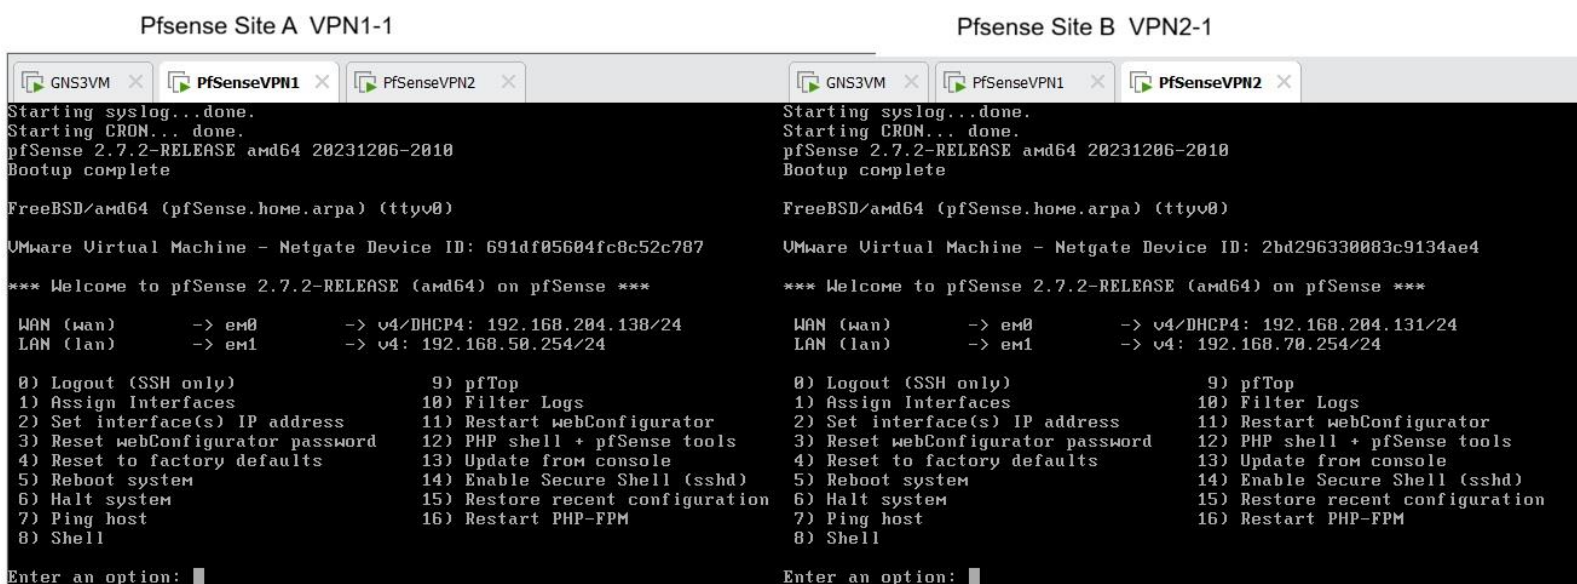 Pfsense Site A VPN1-1
GNS3VM PfSenseVPN1 PfSenseVPN2
Starting syslog...done.
Starting CRON... done.
pfSense 2.7.2-RELEASE amd64 20231206-2010
Bootup complete
FreeBSD/amd64 (pfSense.home.arpa) (ttyv0)
VMware Virtual Machine - Netgate Device ID: 691df05604fc8c52c787
*** Welcome to pfSense 2.7.2-RELEASE (amd64) on pfSense ***
WAN (wan) -> em0 -> v4/DHCP4: 192.168.204.138/24
LAN (lan) -> em1 -> v4: 192.168.50.254/24
0) Logout (SSH only) 9) pfTop
1) Assign Interfaces 10) Filter Logs
2) Set interface(s) IP address 11) Restart webConfigurator
3) Reset webConfigurator password 12) PHP shell + pfSense tools
4) Reset to factory defaults 13) Update from console
5) Reboot system 14) Enable Secure Shell (sshd)
6) Halt system 15) Restore recent configuration
7) Ping host 16) Restart PHP-FPM
8) Shell
Enter an option:
Pfsense Site B VPN2-1
GNS3VM PfSenseVPN1 PfSenseVPN2
Starting syslog...done.
Starting CRON... done.
pfSense 2.7.2-RELEASE amd64 20231206-2010
Bootup complete
FreeBSD/amd64 (pfSense.home.arpa) (ttyv0)
VMware Virtual Machine - Netgate Device ID: 2bd296330083c9134ae4
*** Welcome to pfSense 2.7.2-RELEASE (amd64) on pfSense ***
WAN (wan) -> em0 -> v4/DHCP4: 192.168.204.131/24
LAN (lan) -> em1 -> v4: 192.168.70.254/24
0) Logout (SSH only) 9) pfTop
1) Assign Interfaces 10) Filter Logs
2) Set interface(s) IP address 11) Restart webConfigurator
3) Reset webConfigurator password 12) PHP shell + pfSense tools
4) Reset to factory defaults 13) Update from console
5) Reboot system 14) Enable Secure Shell (sshd)
6) Halt system 15) Restore recent configuration
7) Ping host 16) Restart PHP-FPM
8) Shell
Enter an option: